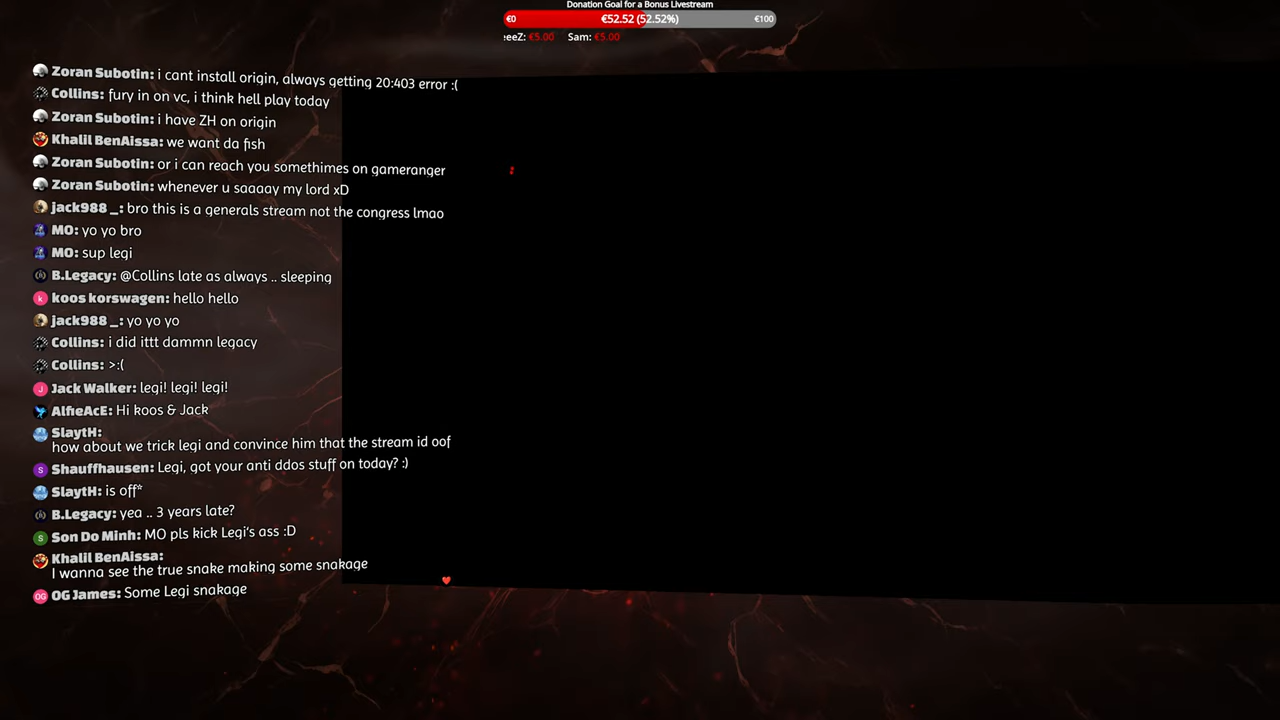 Donation Goal for a Bonus Livestream
€0 €52.52 (52.52%) €100
eeZ: €5.00 Sam: €5.00
Zoran Subotin: i cant install origin, always getting 20:403 error :(
Collins: fury in on vc, i think hell play today
Zoran Subotin: i have ZH on origin
Khalil BenAissa: we want da fish
Zoran Subotin: or i can reach you somethimes on gameranger
Zoran Subotin: whenever u saaaay my lord xD
jack988 _: bro this is a generals stream not the congress lmao
MO: yo yo bro
MO: sup legi
B.Legacy: @Collins late as always .. sleeping
k koos korswagen: hello hello
jack988 _: yo yo yo
Collins: i did ittt dammn legacy
Collins: >:(
J Jack Walker: legi! legi! legi!
AlfieAcE: Hi koos & Jack
SlaytH:
how about we trick legi and convince him that the stream id oof
S Shauffhausen: Legi, got your anti ddos stuff on today? :)
SlaytH: is off*
B.Legacy: yea .. 3 years late?
S Son Do Minh: MO pls kick Legi's ass :D
Khalil BenAissa:
I wanna see the true snake making some snakage
OG OG James: Some Legi snakage